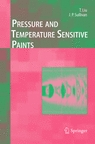 T. Liu
J. P. Sullivan
Pressure and
Temperature Sensitive
Paints
Springer